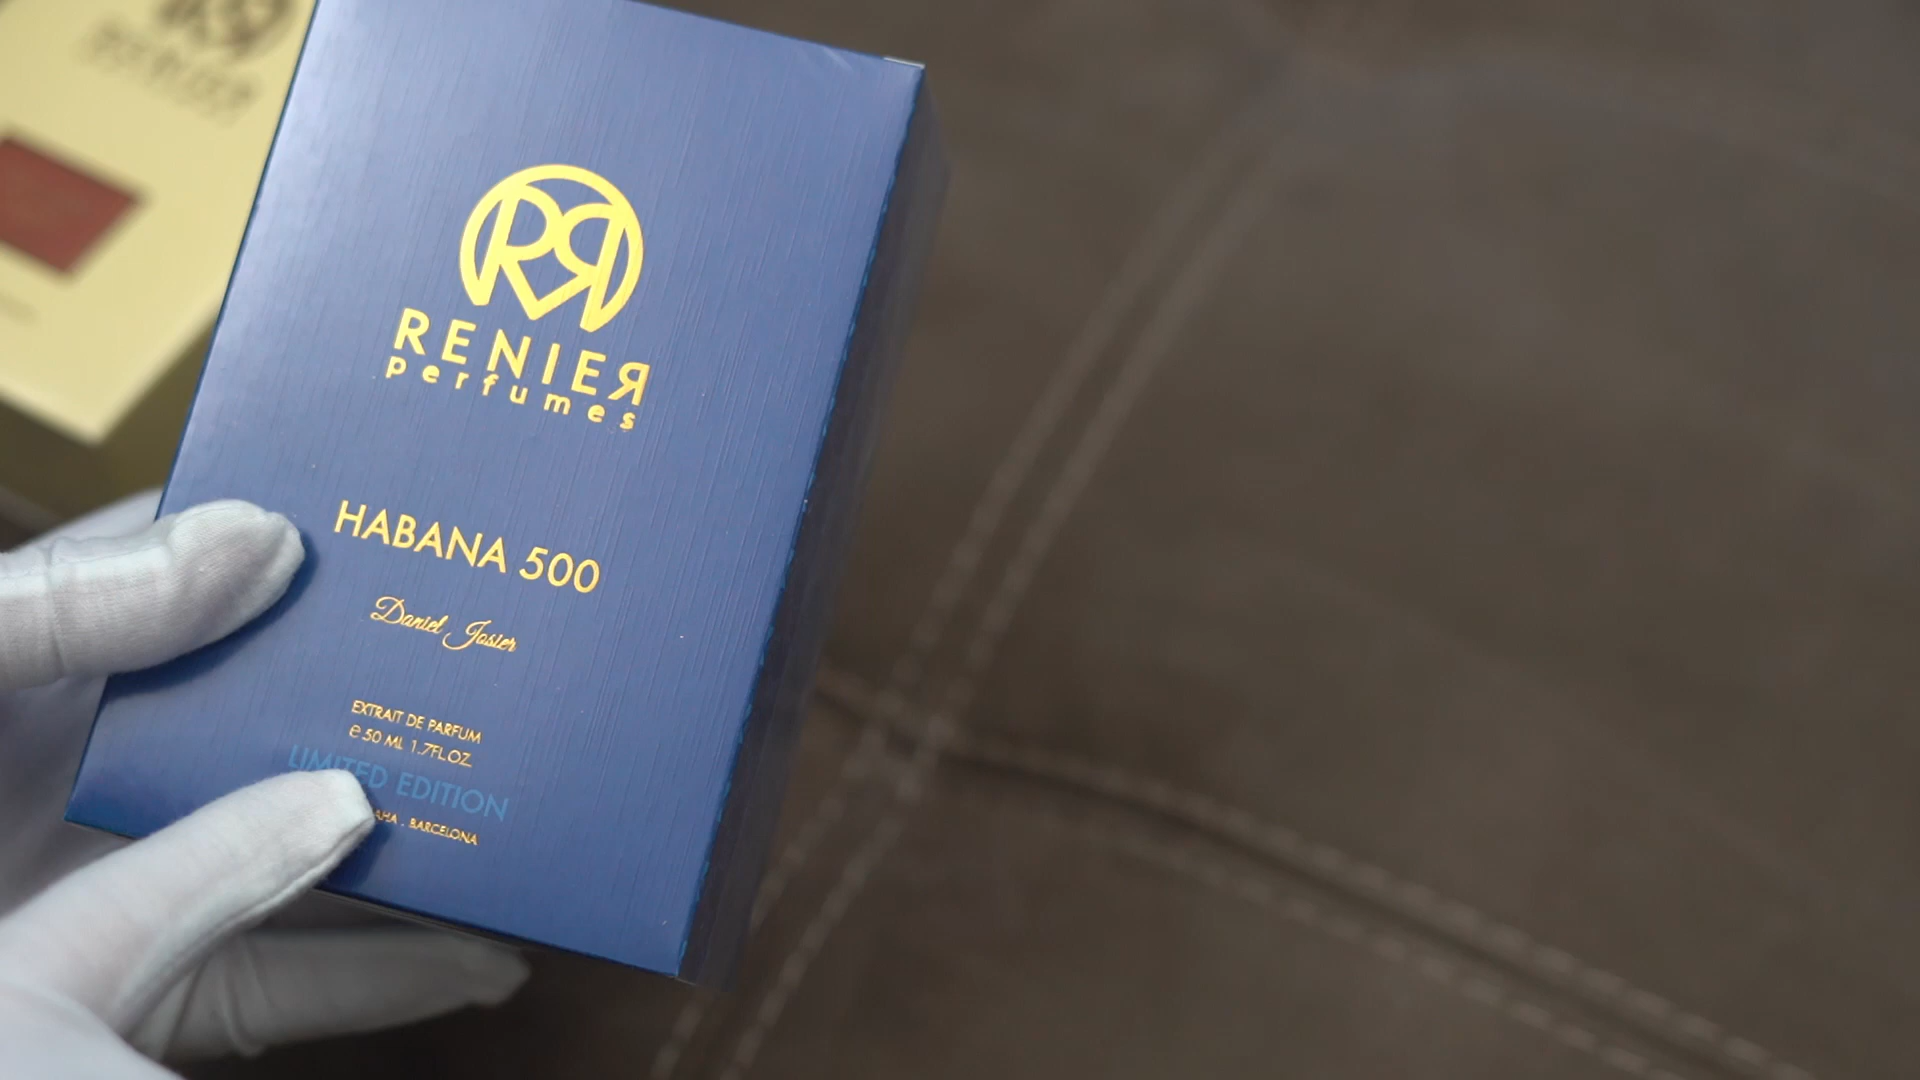 RENIEЯ
perfumes
HABANA 500
Daniel Josier
EXTRAIT DE PARFUM
℮ 50 ML 1.7FL.OZ.
LIMITED EDITION
BARCELONA